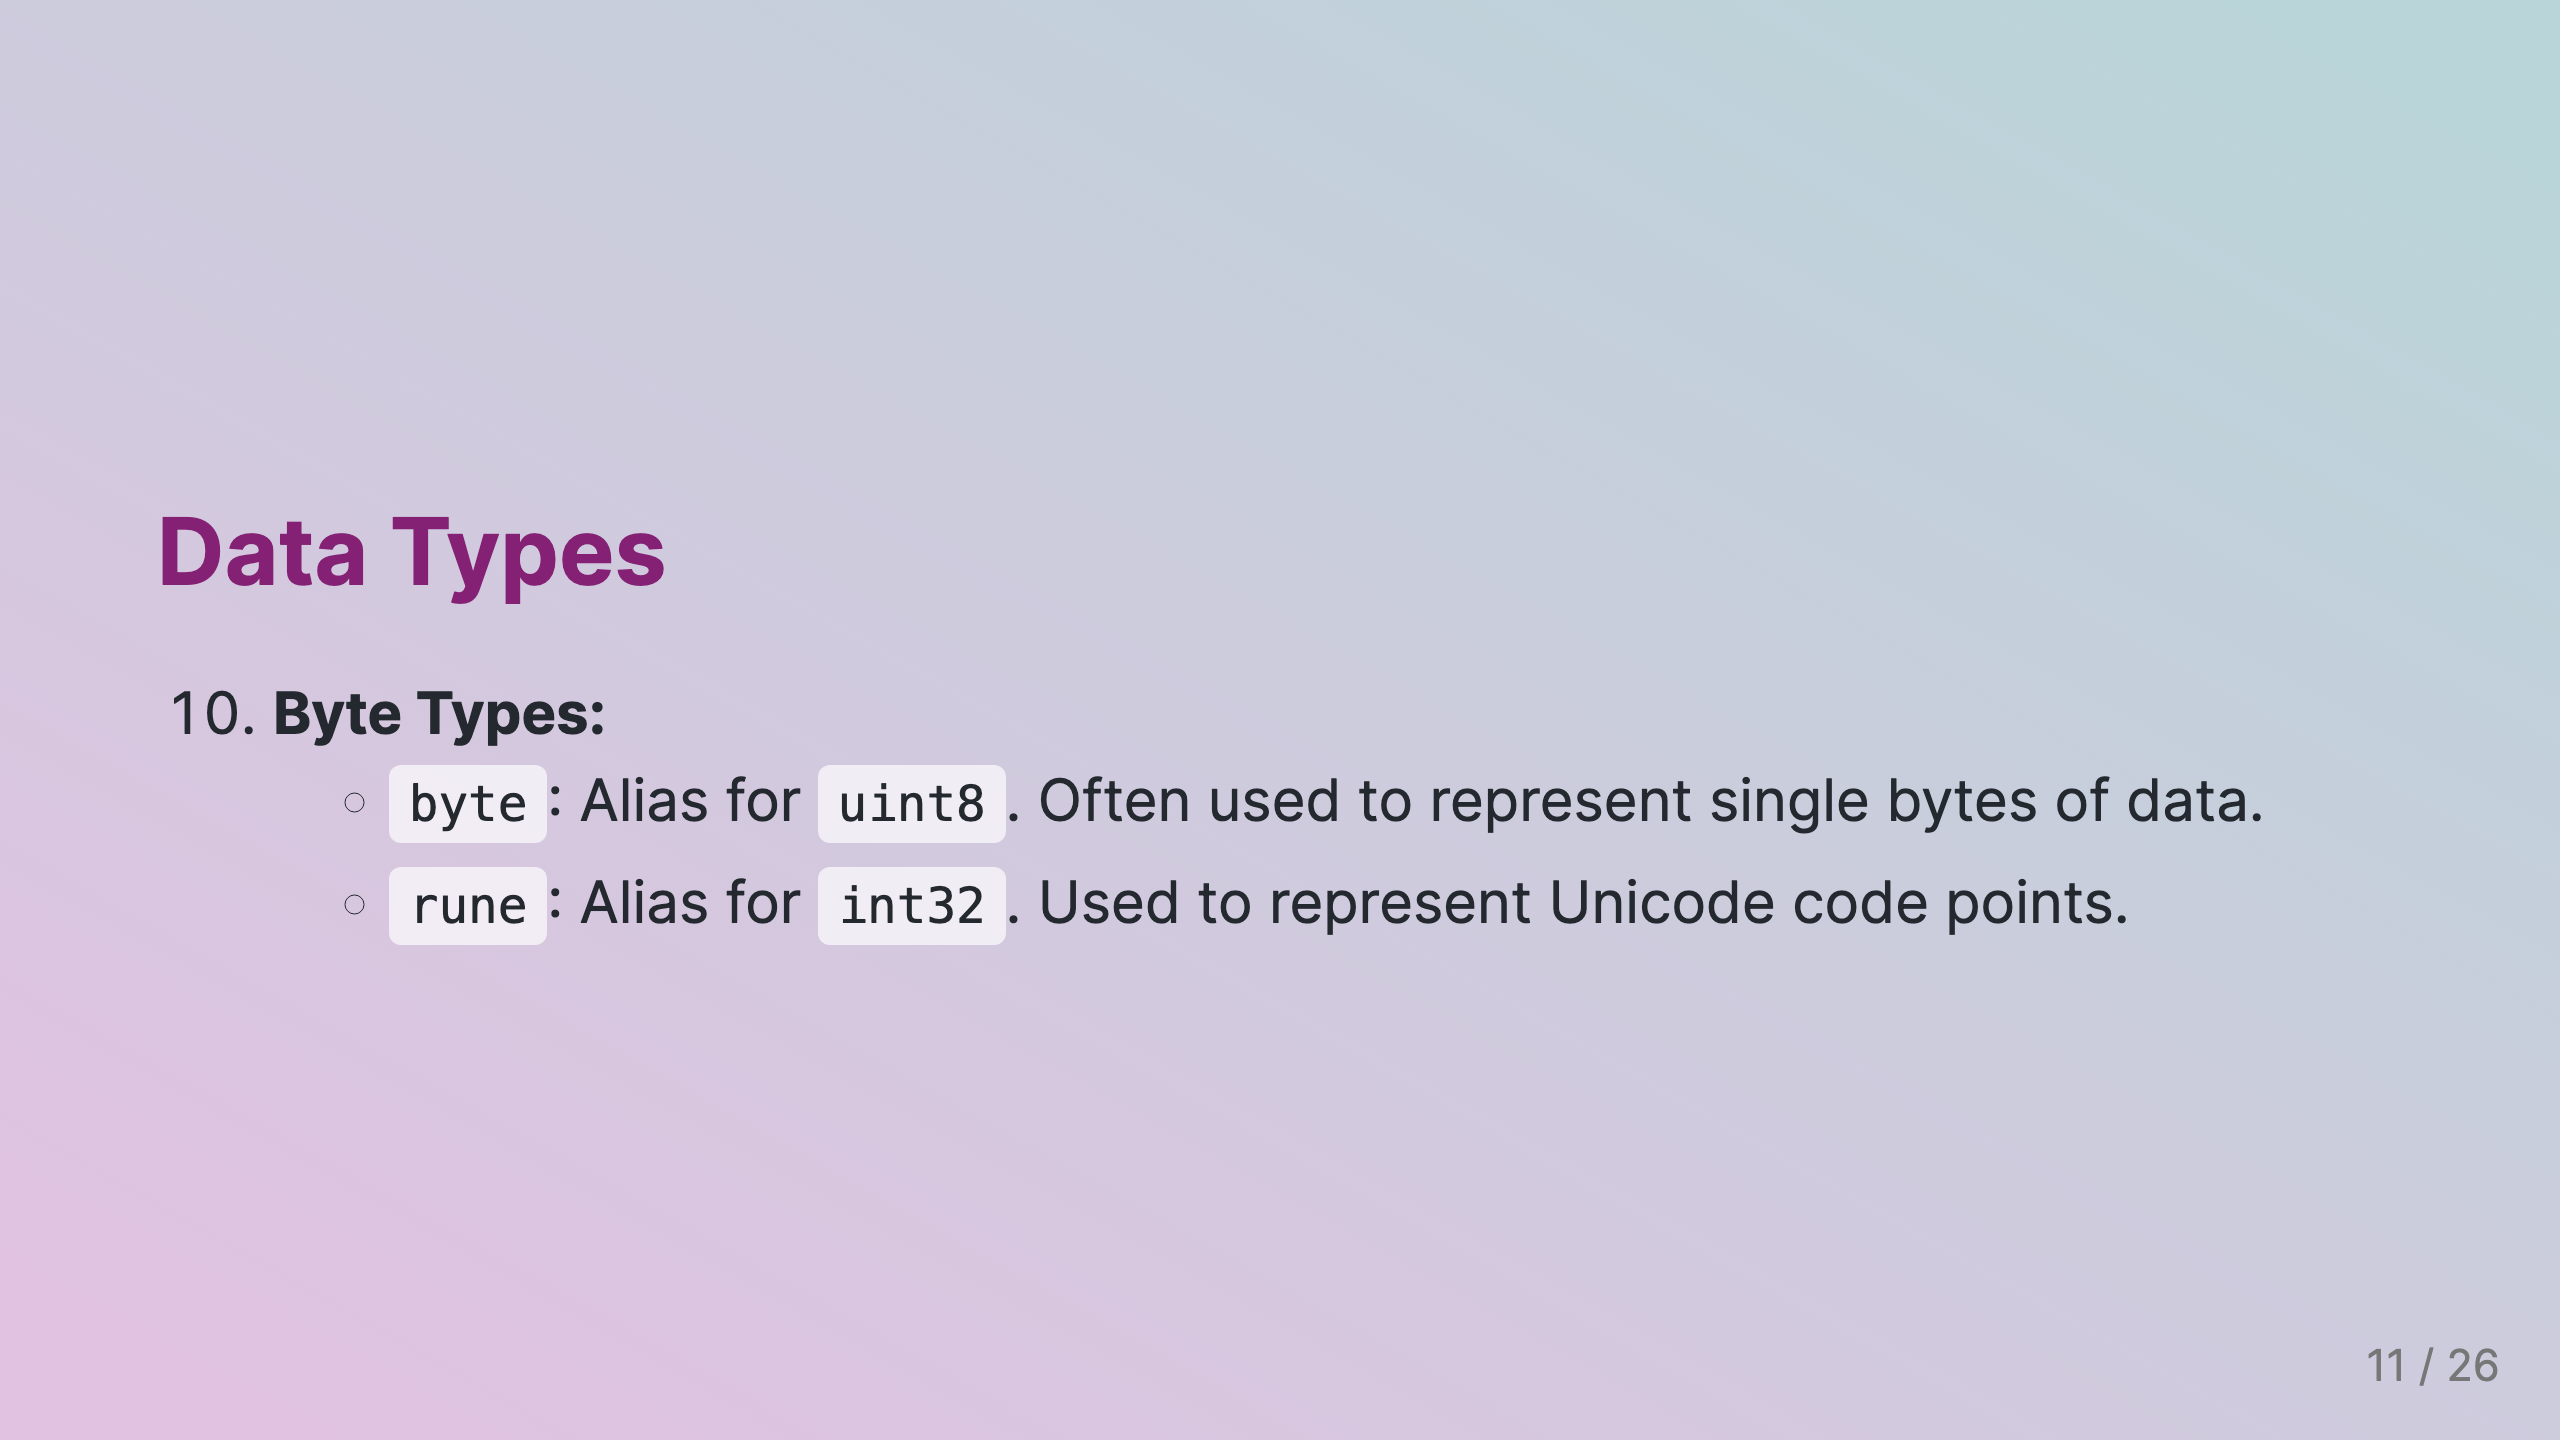 Data Types
10. Byte Types:
byte: Alias for uint8. Often used to represent single bytes of data.
rune: Alias for int32. Used to represent Unicode code points.
11 / 26